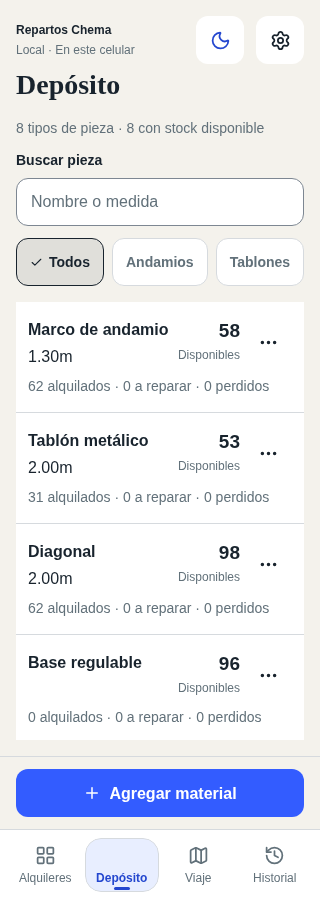 Repartos Chema
Local · En este celular
Depósito
8 tipos de pieza · 8 con stock disponible
Buscar pieza
Nombre o medida
Todos
Andamios
Tablones
Marco de andamio
58
1.30m
Disponibles
62 alquilados · 0 a reparar · 0 perdidos
Tablón metálico
53
2.00m
Disponibles
31 alquilados · 0 a reparar · 0 perdidos
Diagonal
98
2.00m
Disponibles
62 alquilados · 0 a reparar · 0 perdidos
Base regulable
96
Disponibles
0 alquilados · 0 a reparar · 0 perdidos
Agregar material
Alquileres
Depósito
Viaje
Historial